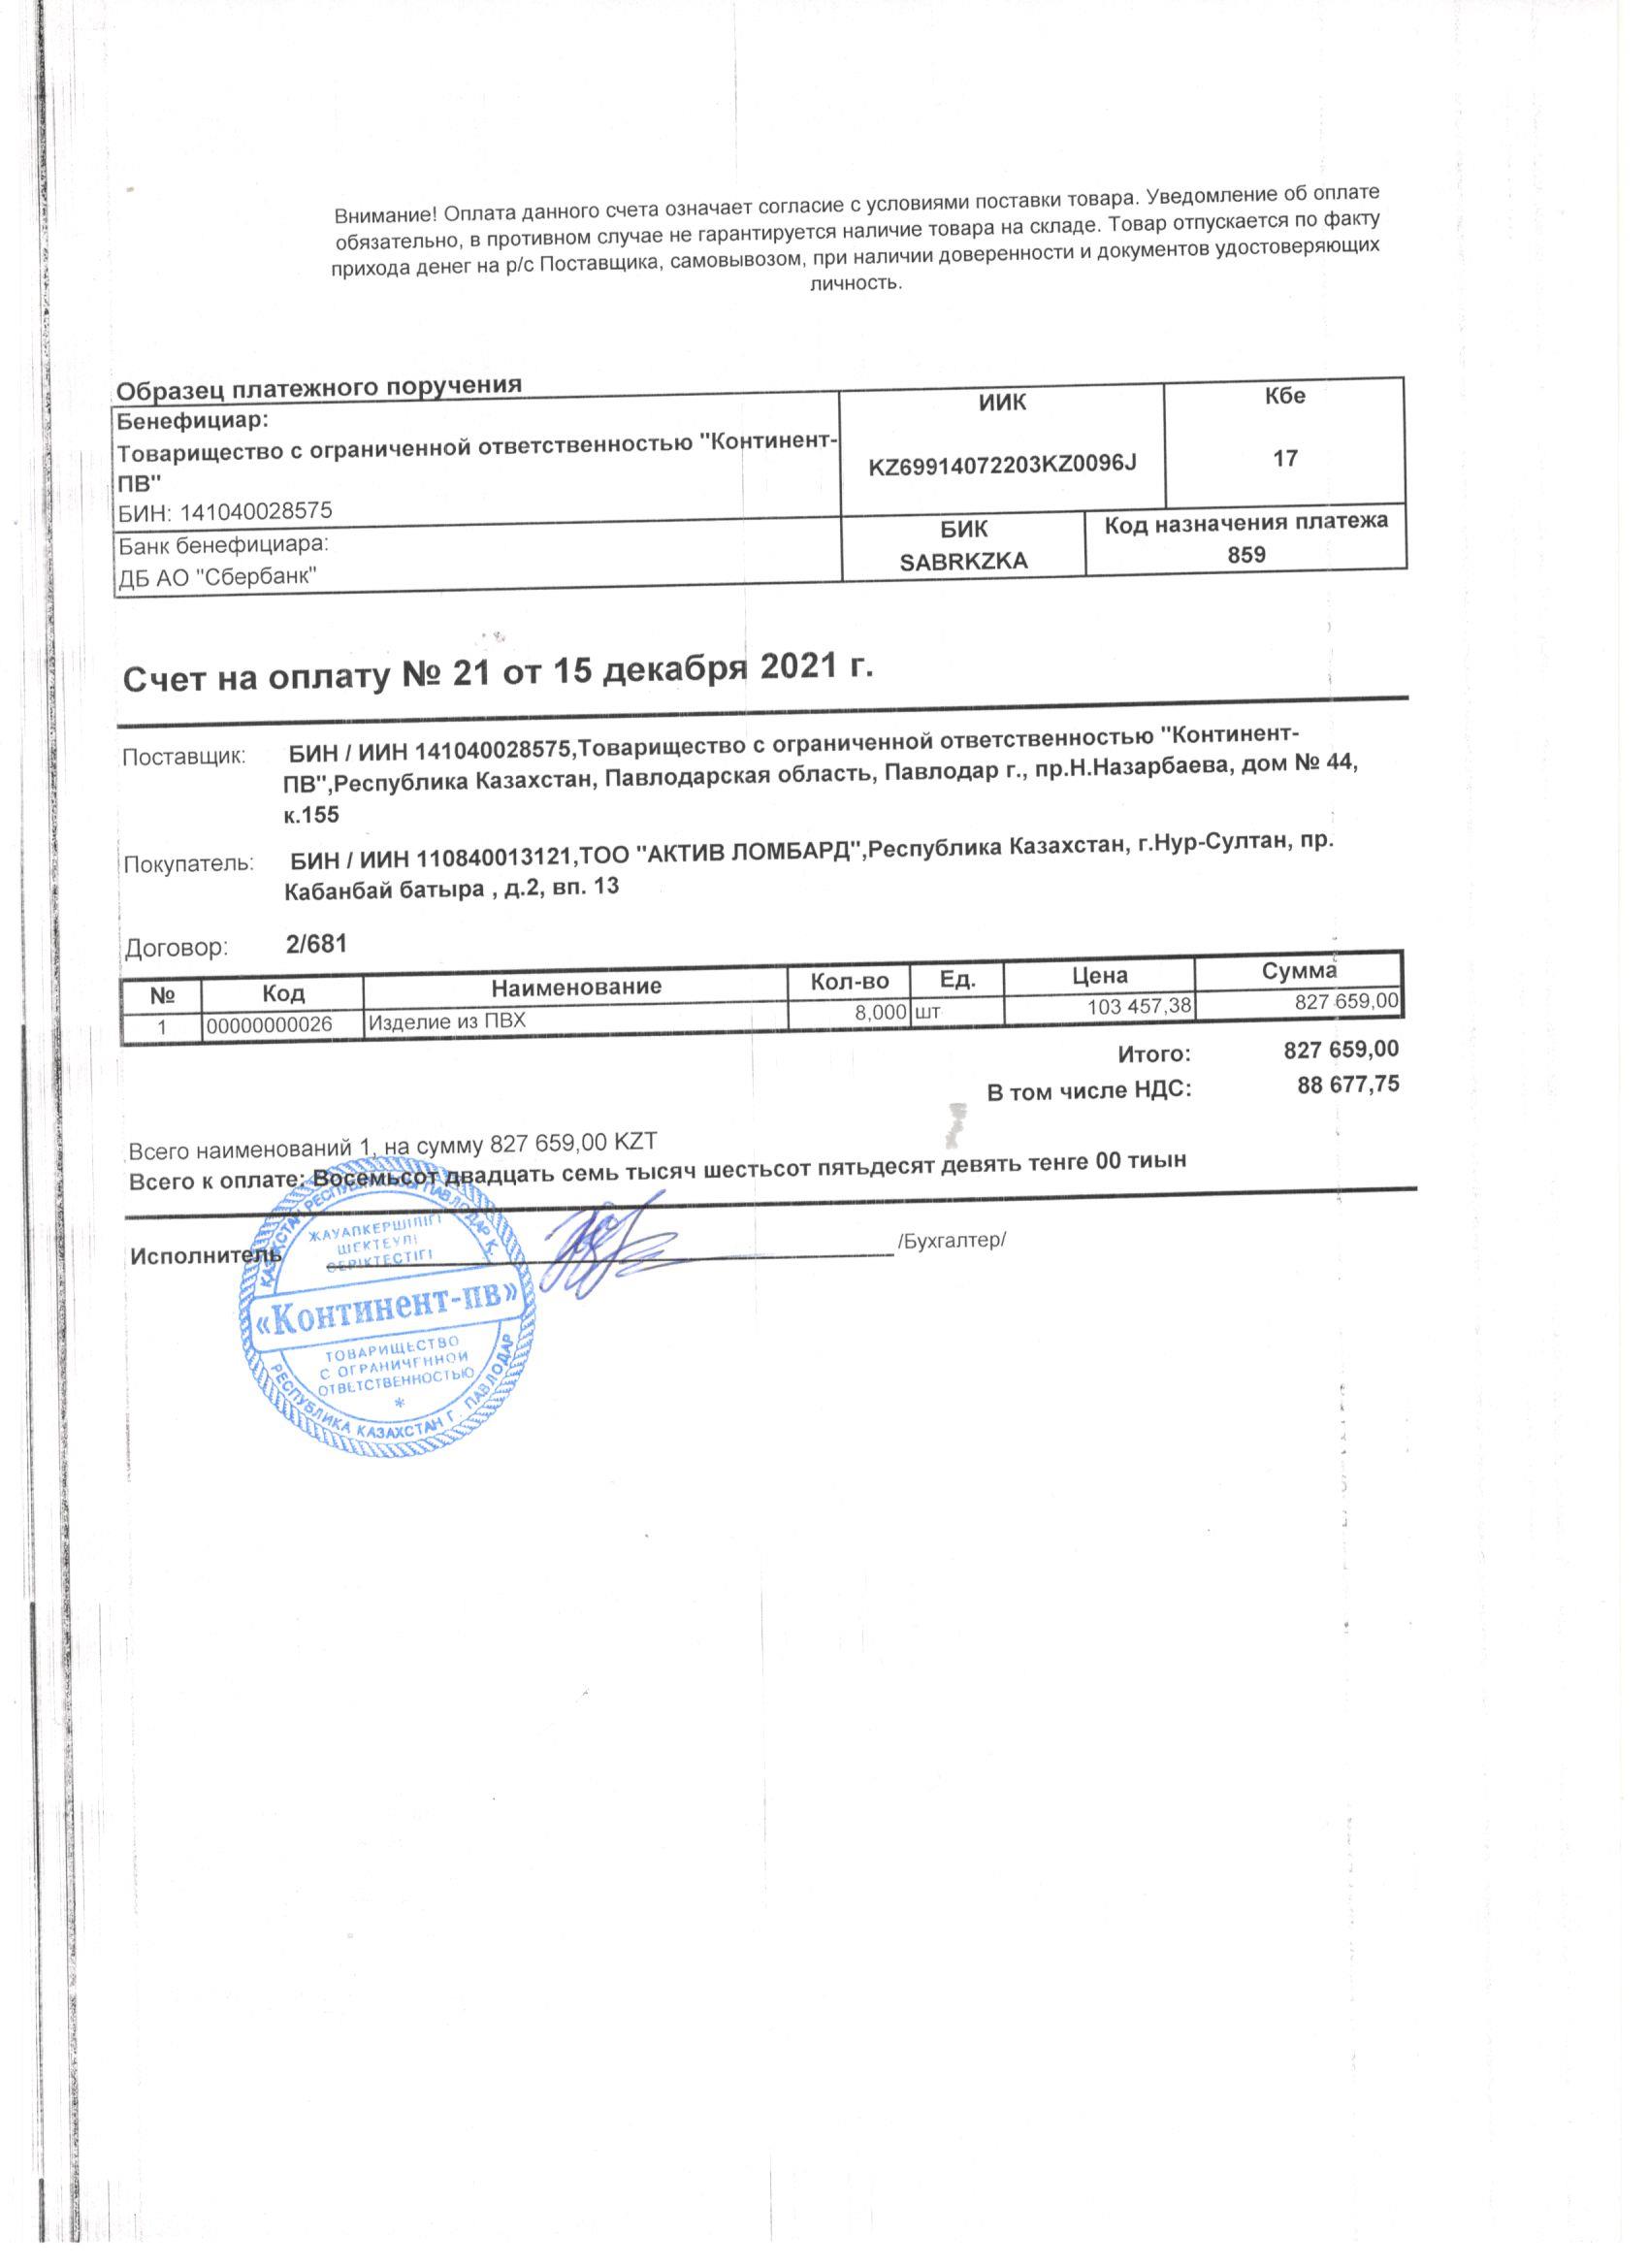 Внимание! Оплата данного счета означает согласие с условиями поставки товара. Уведомление об оплате
обязательно, в противном случае не гарантируется наличие товара на складе. Товар отпускается по факту
прихода денег на р/с Поставщика, самовывозом, при наличии доверенности и документов удостоверяющих
личность.
Образец платежного поручения
Бенефициар:
Товарищество с ограниченной ответственностью "Континент-
ПВ"
БИН: 141040028575
ИИК
KZ69914072203KZ0096J
Кбе
17
Банк бенефициара:
ДБ АО "Сбербанк"
БИК
SABRKZKA
Код назначения платежа
859
Счет на оплату № 21 от 15 декабря 2021 г.
Поставщик: БИН / ИИН 141040028575,Товарищество с ограниченной ответственностью "Континент-
ПВ",Республика Казахстан, Павлодарская область, Павлодар г., пр.Н.Назарбаева, дом № 44,
к.155
Покупатель: БИН / ИИН 110840013121,ТОО "АКТИВ ЛОМБАРД",Республика Казахстан, г.Нур-Султан, пр.
Кабанбай батыра , д.2, вп. 13
Договор: 2/681
№ Код Наименование Кол-во Ед. Цена Сумма
1 00000000026 Изделие из ПВХ 8,000 шт 103 457,38 827 659,00
Итого: 827 659,00
В том числе НДС: 88 677,75
Всего наименований 1, на сумму 827 659,00 KZT
Всего к оплате: Восемьсот двадцать семь тысяч шестьсот пятьдесят девять тенге 00 тиын
Исполнитель /Бухгалтер/
ҚАЗАҚСТАН РЕСПУБЛИКАСЫ ПАВЛОДАР Қ.
ЖАУАПКЕРШІЛІГІ
ШЕКТЕУЛІ
СЕРІКТЕСТІГІ
«Континент-пв»
ТОВАРИЩЕСТВО
С ОГРАНИЧЕННОЙ
ОТВЕТСТВЕННОСТЬЮ
*
РЕСПУБЛИКА КАЗАХСТАН Г. ПАВЛОДАР